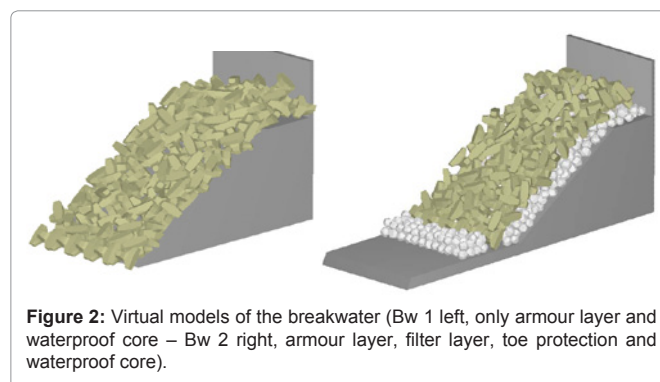 Figure 2: Virtual models of the breakwater (Bw 1 left, only armour layer and
waterproof core – Bw 2 right, armour layer, filter layer, toe protection and
waterproof core).